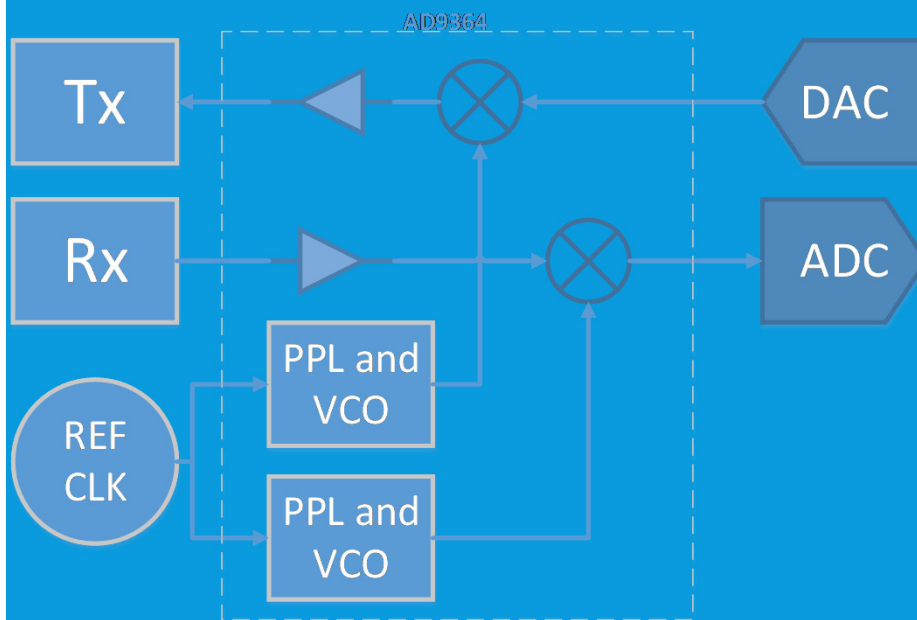 AD9364
Tx
DAC
Rx
ADC
PPL and
VCO
REF
CLK
PPL and
VCO